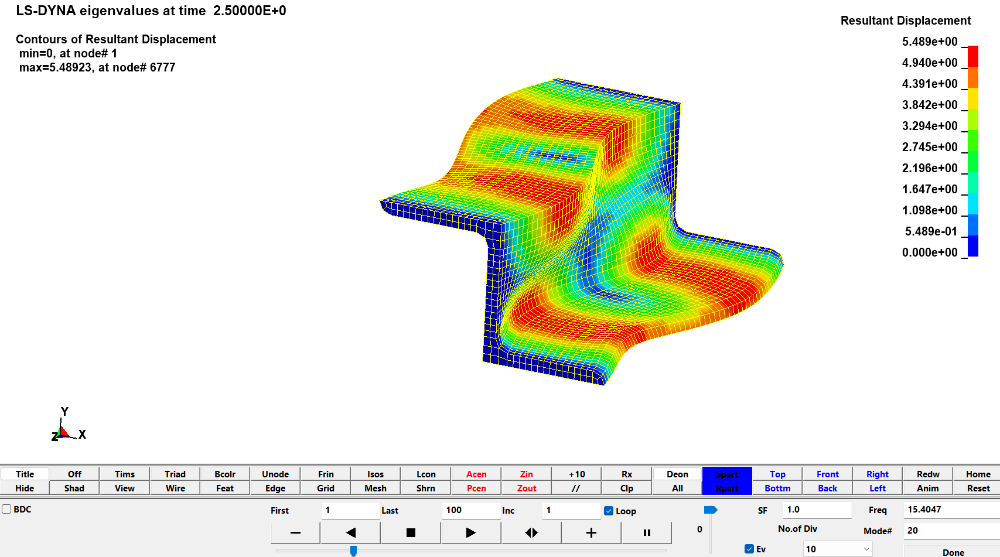 LS-DYNA eigenvalues at time 2.50000E+0
Contours of Resultant Displacement
min=0, at node# 1
max=5.48923, at node# 6777
Resultant Displacement
5.489e+00
4.940e+00
4.391e+00
3.842e+00
3.294e+00
2.745e+00
2.196e+00
1.647e+00
1.098e+00
5.489e-01
0.000e+00
Y
Z X
Title Off Tims Triad Bcolr Unode Frin Isos Lcon Acen Zin +10 Rx Deon Spart Top Front Right Redw Home
Hide Shad View Wire Feat Edge Grid Mesh Shrn Pcen Zout // Clp All Rpart Bottm Back Left Anim Reset
BDC First 1 Last 100 Inc 1 Loop SF 1.0 Freq 15.4047
0 No.of Div Mode# 20
Ev 10 Done